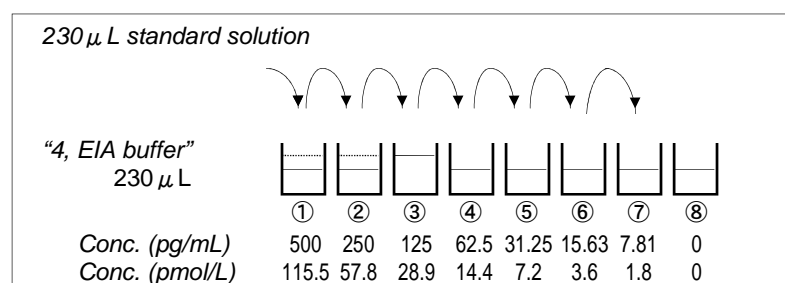 230 μ L standard solution
“4, EIA buffer”
230 μ L
① ② ③ ④ ⑤ ⑥ ⑦ ⑧
Conc. (pg/mL) 500 250 125 62.5 31.25 15.63 7.81 0
Conc. (pmol/L) 115.5 57.8 28.9 14.4 7.2 3.6 1.8 0